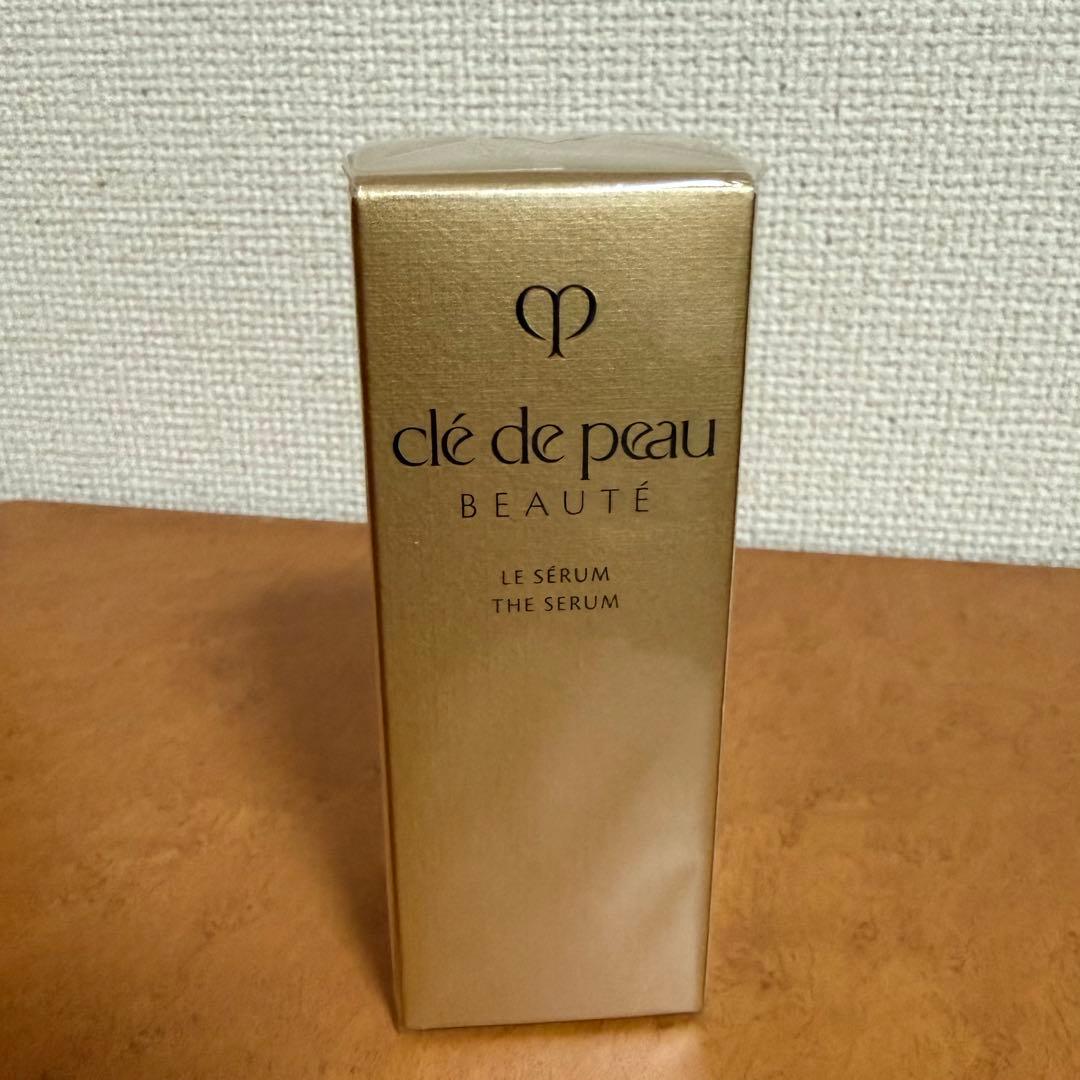 clé de peau
BEAUTÉ
LE SÉRUM
THE SERUM